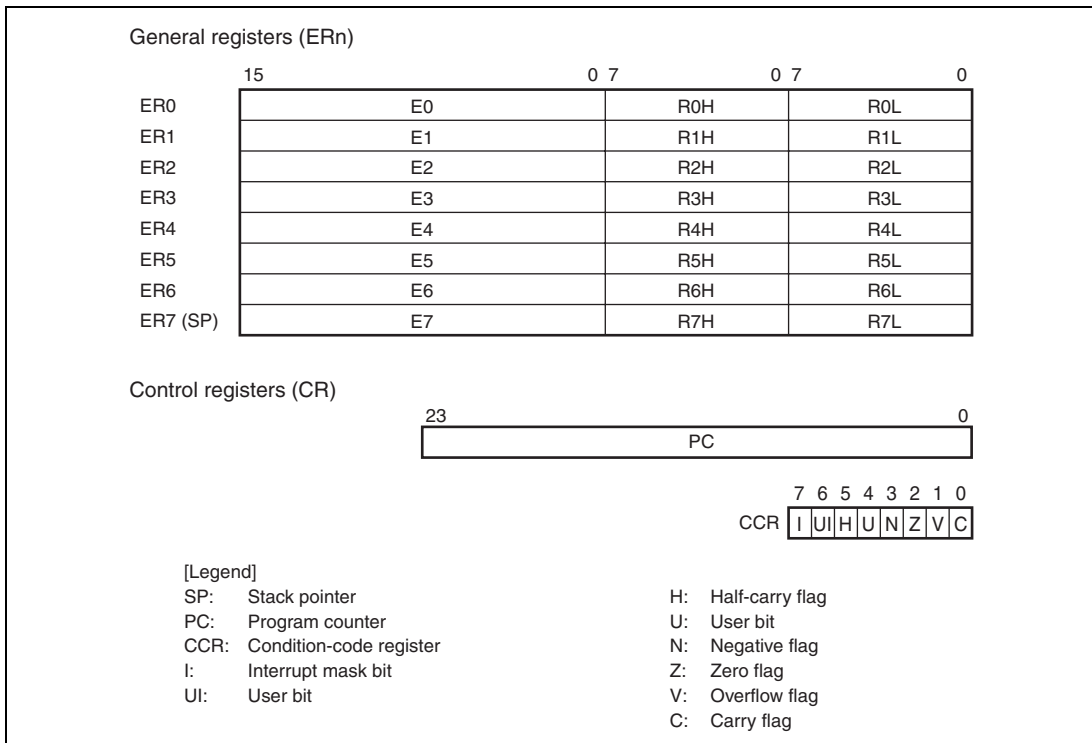 General registers (ERn)
15 0 7 0 7 0
ER0 E0 R0H R0L
ER1 E1 R1H R1L
ER2 E2 R2H R2L
ER3 E3 R3H R3L
ER4 E4 R4H R4L
ER5 E5 R5H R5L
ER6 E6 R6H R6L
ER7 (SP) E7 R7H R7L
Control registers (CR)
23 0
PC
7 6 5 4 3 2 1 0
CCR I UI H U N Z V C
[Legend]
SP: Stack pointer
PC: Program counter
CCR: Condition-code register
I: Interrupt mask bit
UI: User bit
H: Half-carry flag
U: User bit
N: Negative flag
Z: Zero flag
V: Overflow flag
C: Carry flag